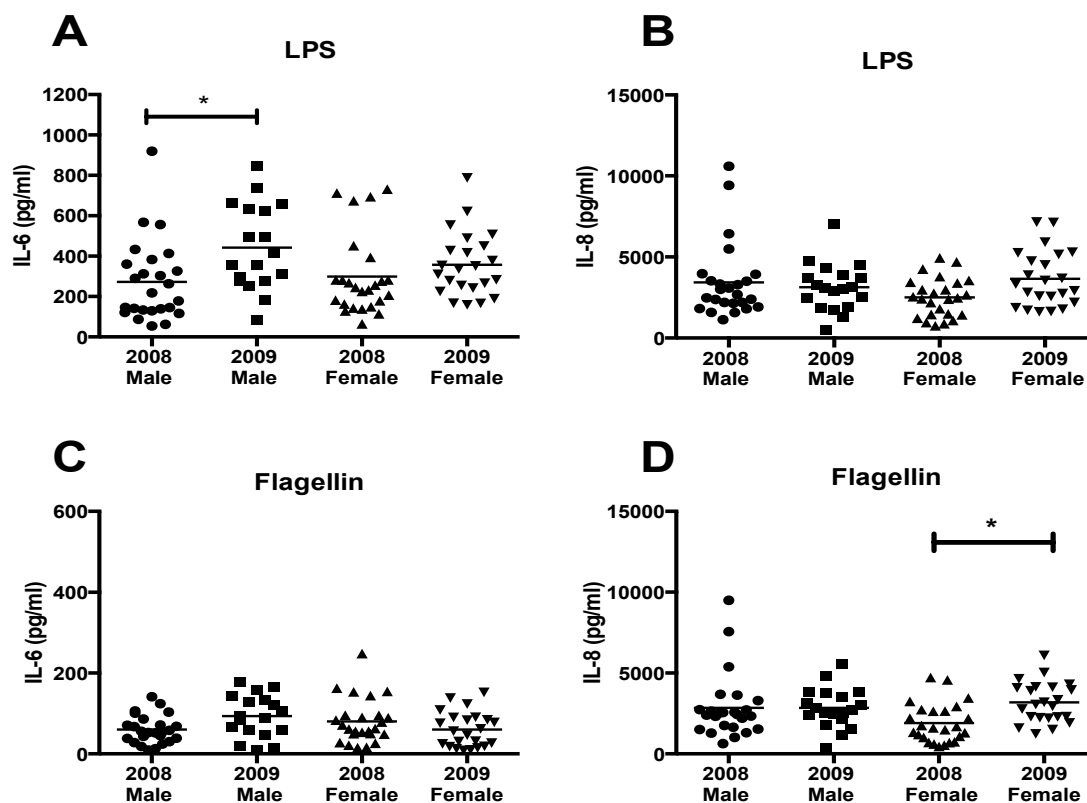 A
LPS
IL-6 (pg/ml)
1200
1000
800
600
400
200
0
*
2008 Male
2009 Male
2008 Female
2009 Female
B
LPS
IL-8 (pg/ml)
15000
10000
5000
0
2008 Male
2009 Male
2008 Female
2009 Female
C
Flagellin
IL-6 (pg/ml)
600
400
200
0
2008 Male
2009 Male
2008 Female
2009 Female
D
Flagellin
IL-8 (pg/ml)
15000
10000
5000
0
*
2008 Male
2009 Male
2008 Female
2009 Female